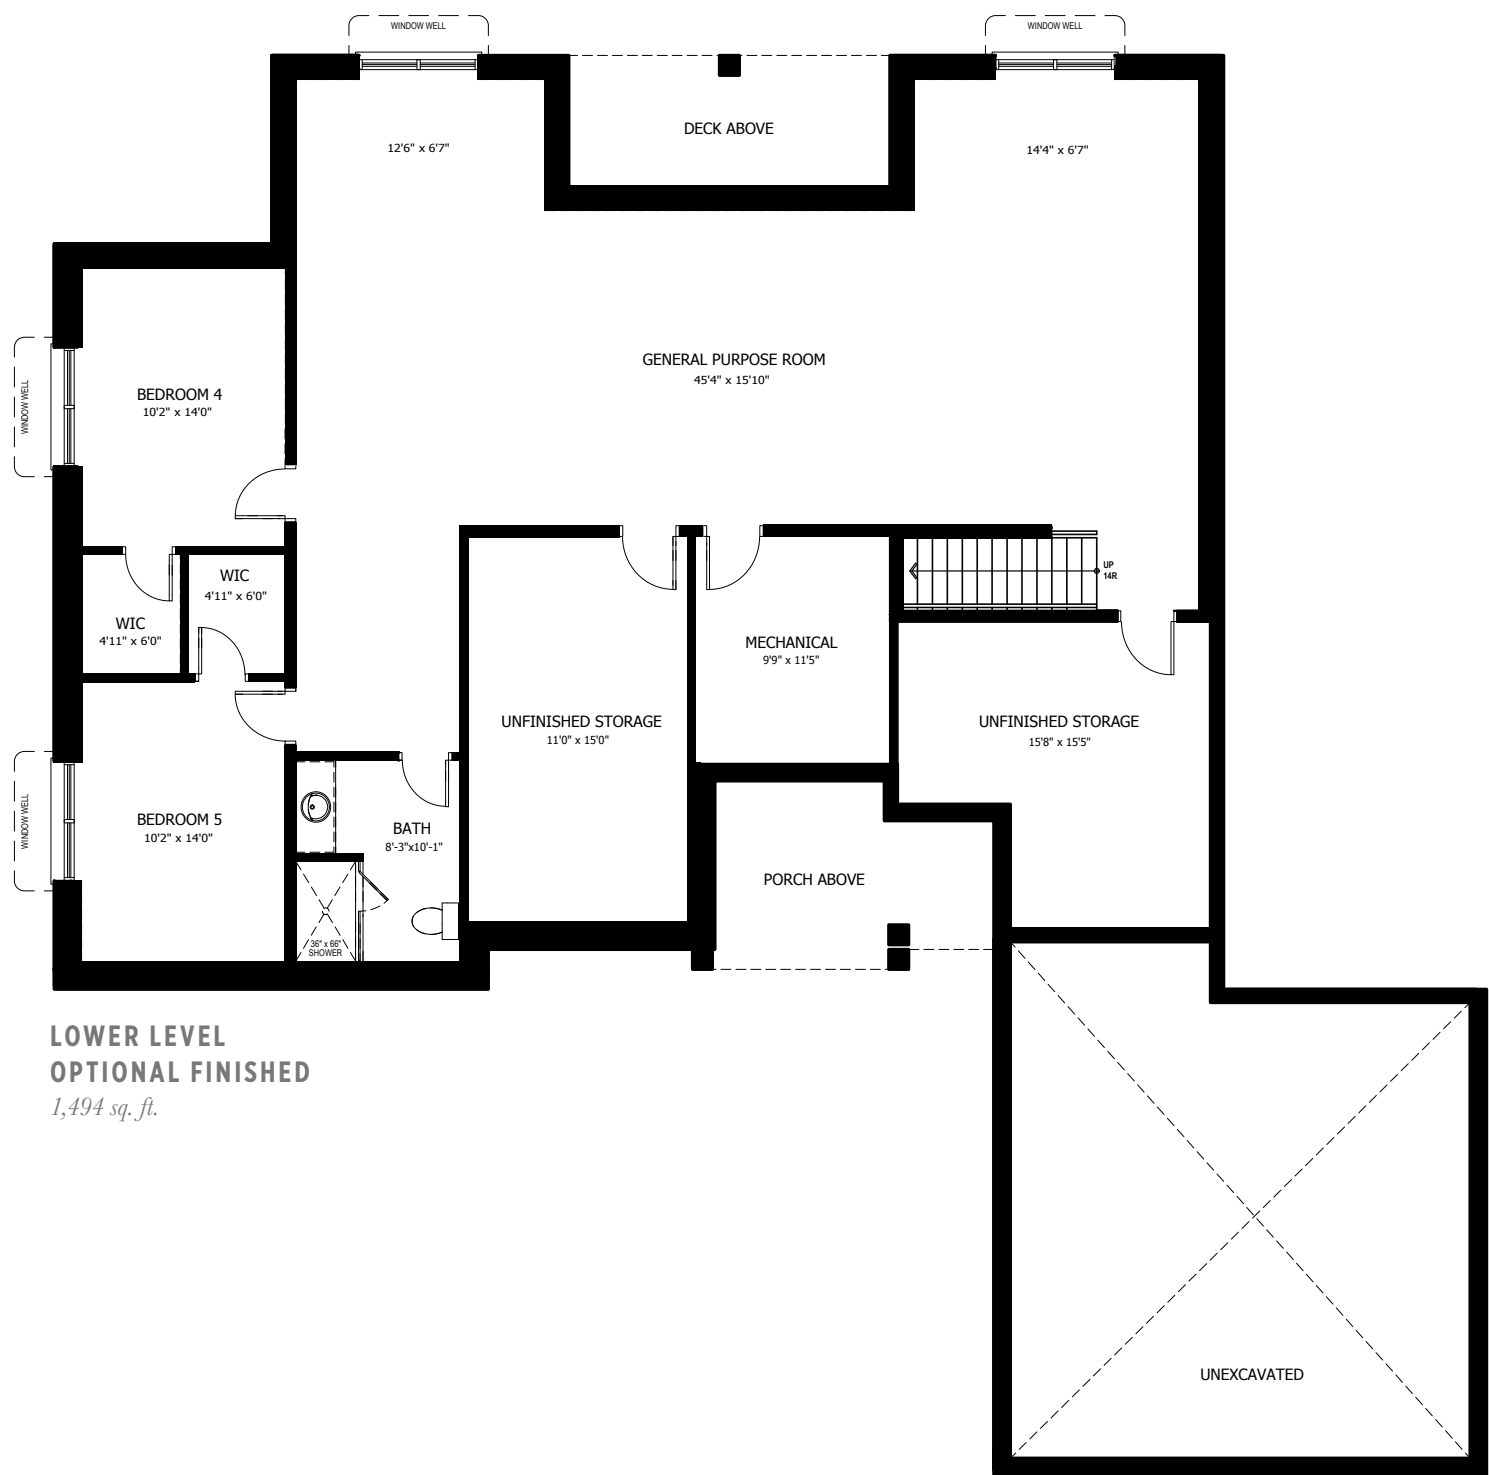 WINDOW WELL
WINDOW WELL
DECK ABOVE
12'6" x 6'7"
14'4" x 6'7"
GENERAL PURPOSE ROOM
45'4" x 15'10"
WINDOW WELL
BEDROOM 4
10'2" x 14'0"
UP
14R
WIC
4'11" x 6'0"
WIC
4'11" x 6'0"
MECHANICAL
9'9" x 11'5"
UNFINISHED STORAGE
11'0" x 15'0"
UNFINISHED STORAGE
15'8" x 15'5"
WINDOW WELL
BEDROOM 5
10'2" x 14'0"
BATH
8'-3"x10'-1"
PORCH ABOVE
36" x 66"
SHOWER
LOWER LEVEL
OPTIONAL FINISHED
1,494 sq. ft.
UNEXCAVATED